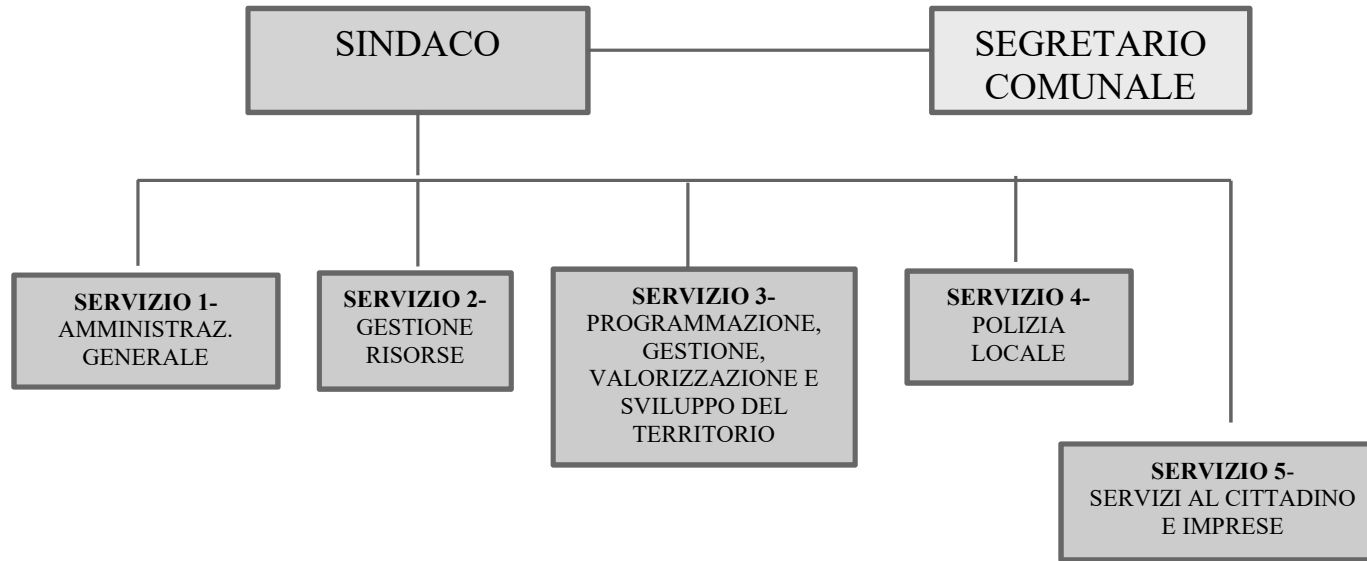 SINDACO
SEGRETARIO
COMUNALE
SERVIZIO 1-
AMMINISTRAZ.
GENERALE
SERVIZIO 2-
GESTIONE
RISORSE
SERVIZIO 3-
PROGRAMMAZIONE,
GESTIONE,
VALORIZZAZIONE E
SVILUPPO DEL
TERRITORIO
SERVIZIO 4-
POLIZIA
LOCALE
SERVIZIO 5-
SERVIZI AL CITTADINO
E IMPRESE